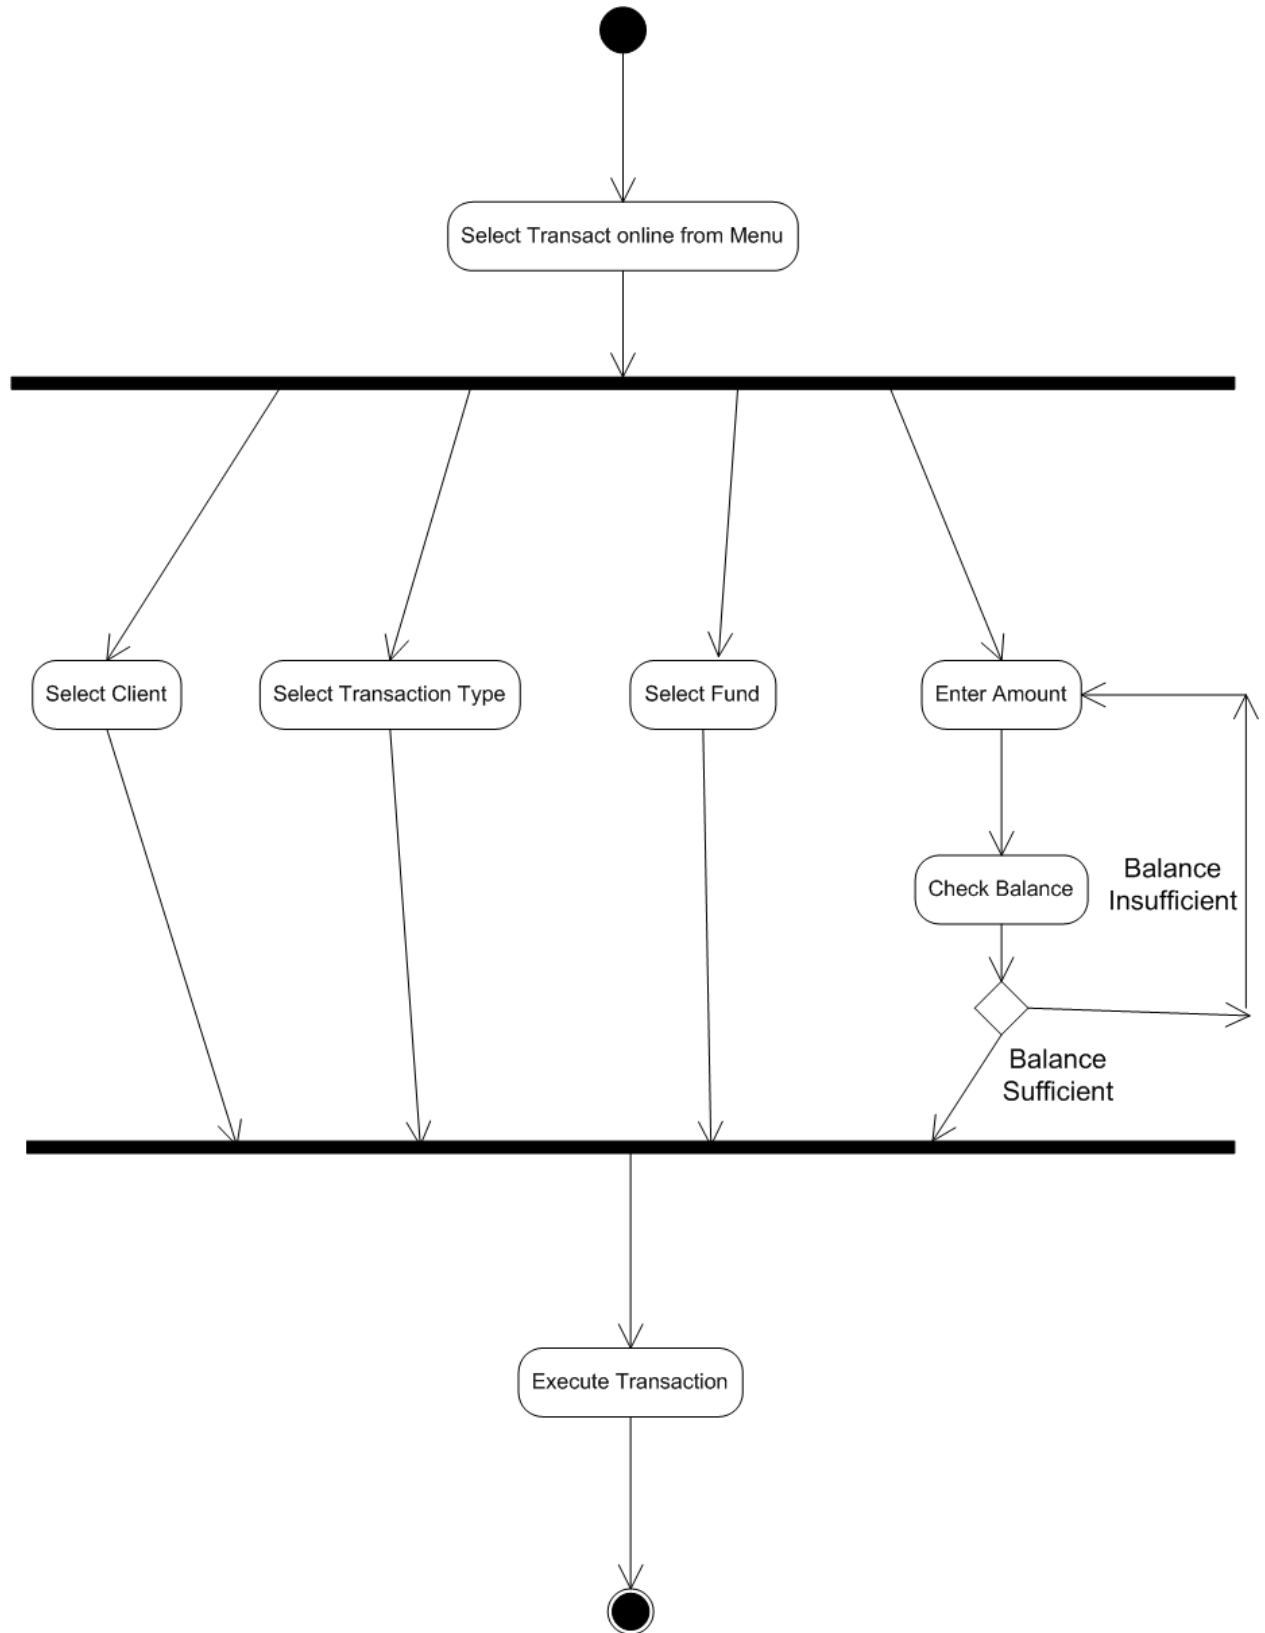 Select Transact online from Menu
Select Client
Select Transaction Type
Select Fund
Enter Amount
Check Balance
Balance
Insufficient
Balance
Sufficient
Execute Transaction